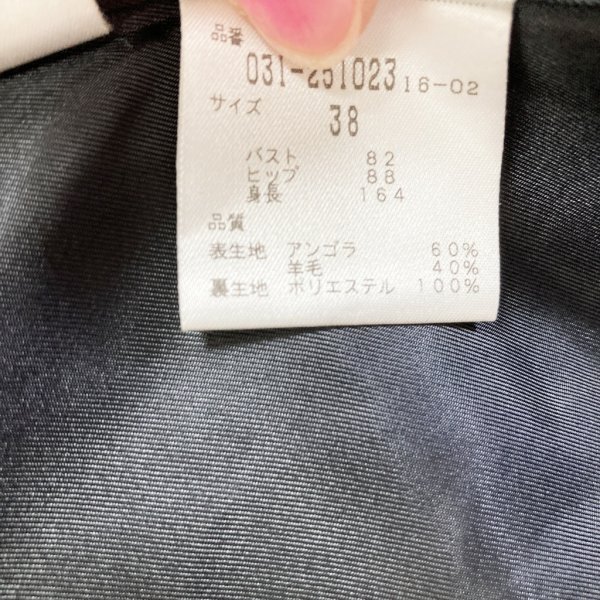 品番
031-251023 16-02
サイズ
38
バスト 82
ヒップ 88
身長 164
品質
表生地 アンゴラ 60%
羊毛 40%
裏生地 ポリエステル 100%